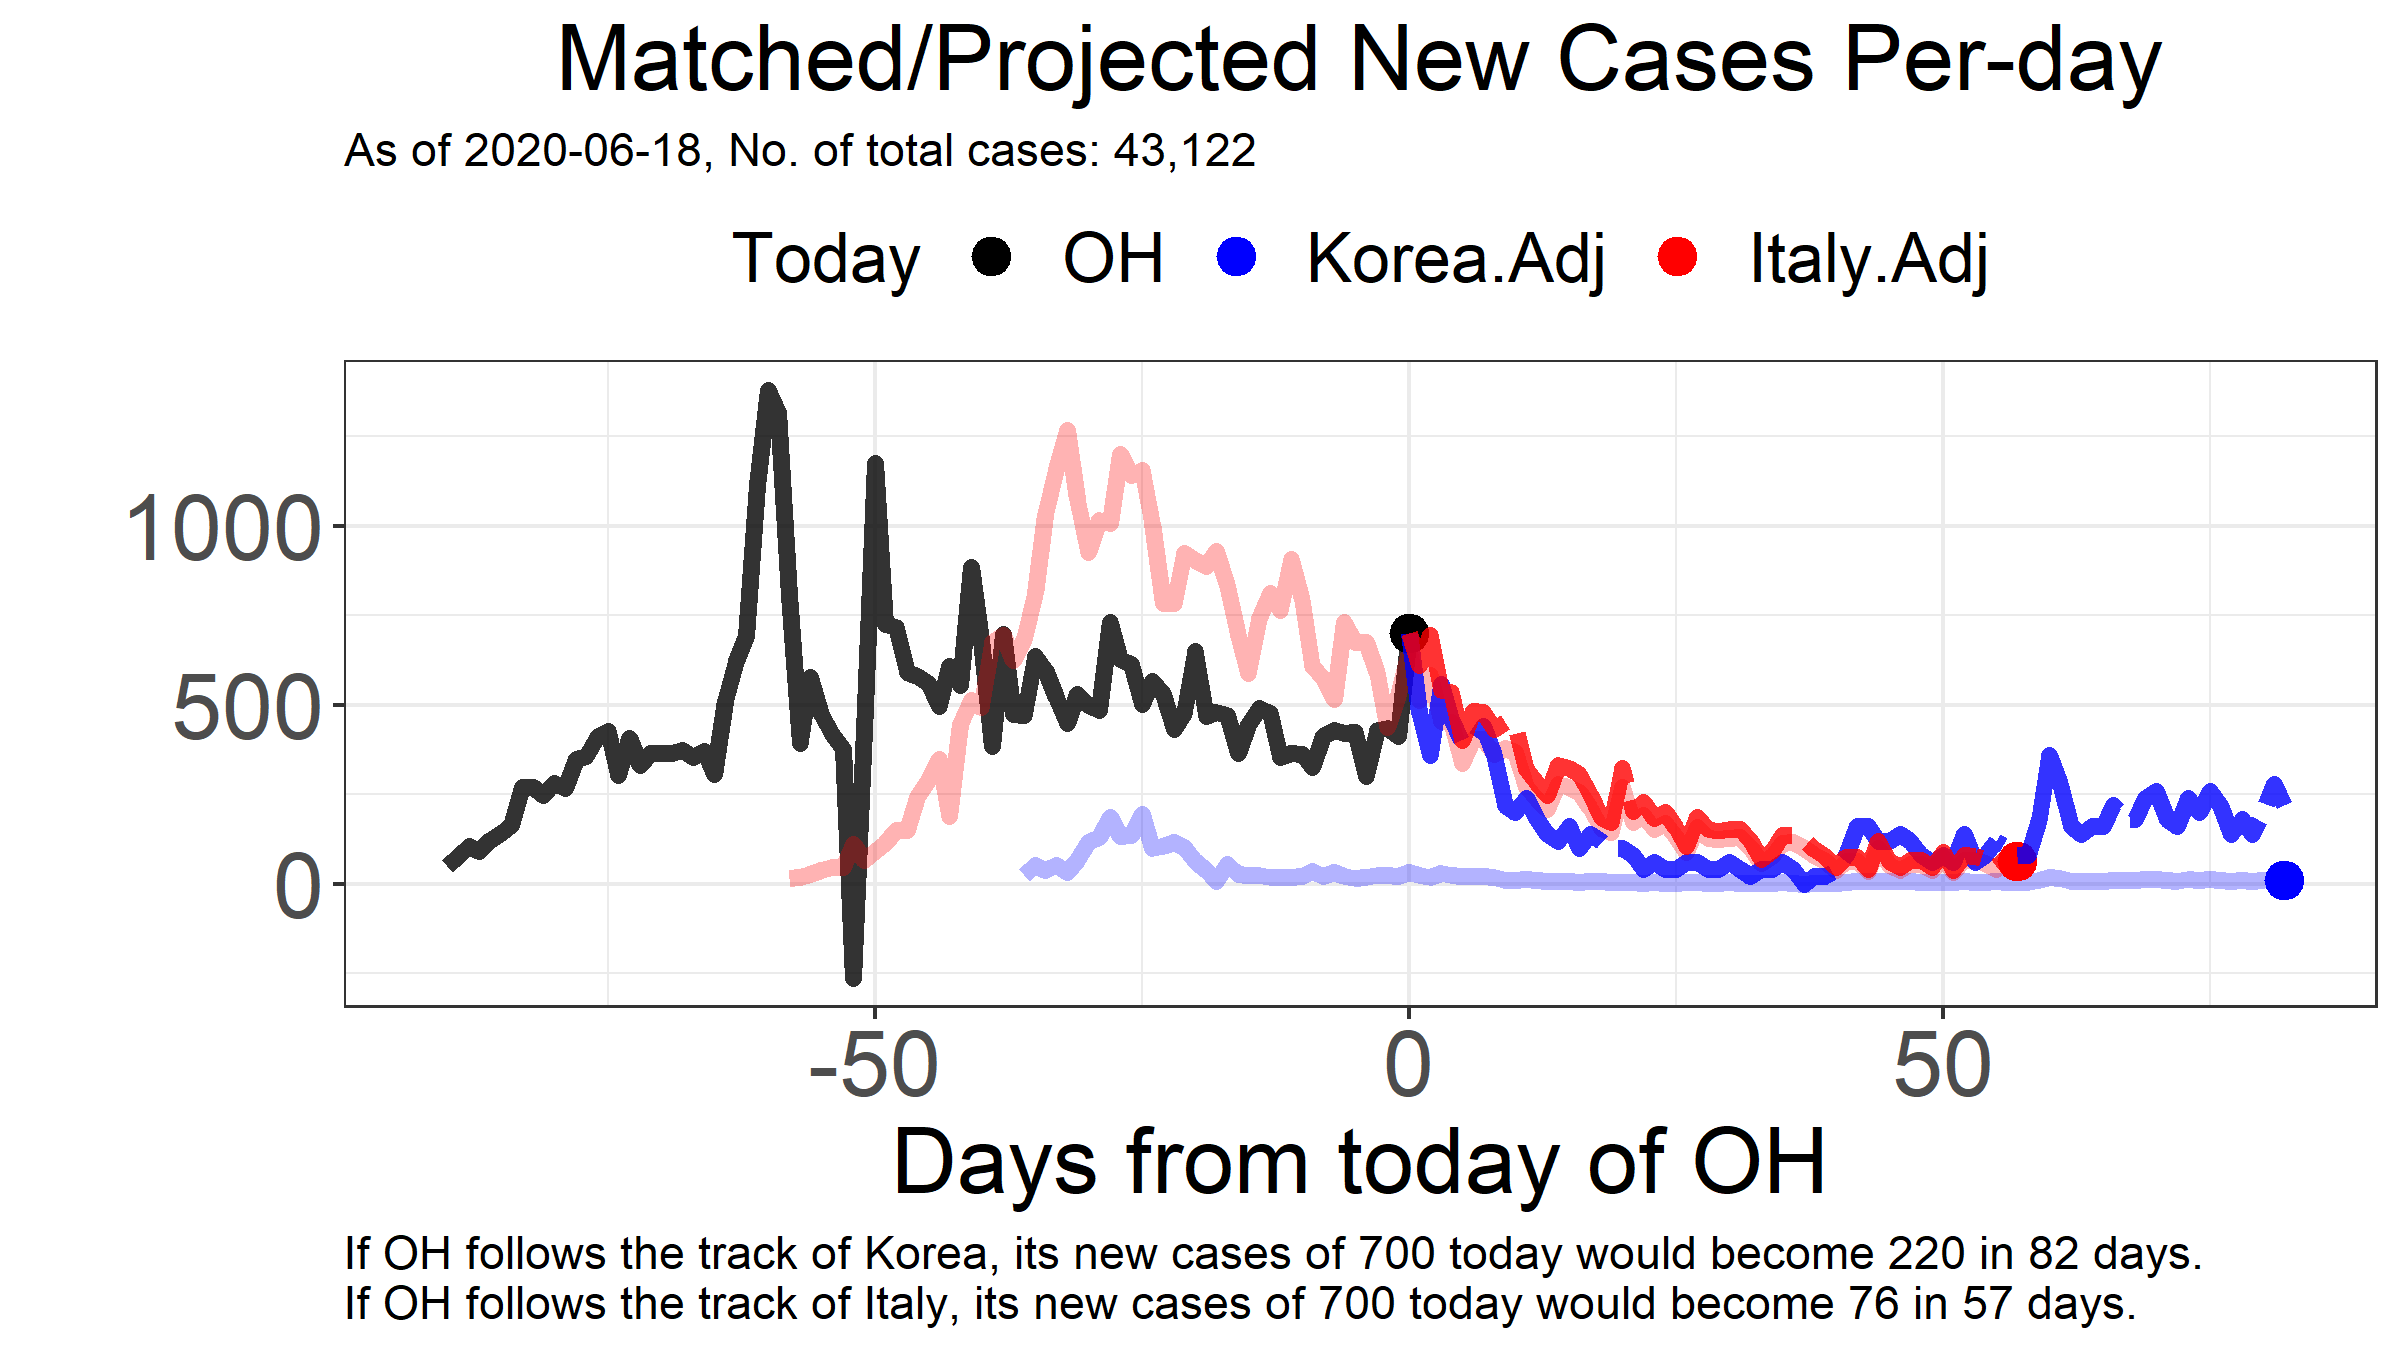 Matched/Projected New Cases Per-day
As of 2020-06-18, No. of total cases: 43,122
Today OH Korea.Adj Italy.Adj
1000
500
0
-50 0 50
Days from today of OH
If OH follows the track of Korea, its new cases of 700 today would become 220 in 82 days.
If OH follows the track of Italy, its new cases of 700 today would become 76 in 57 days.